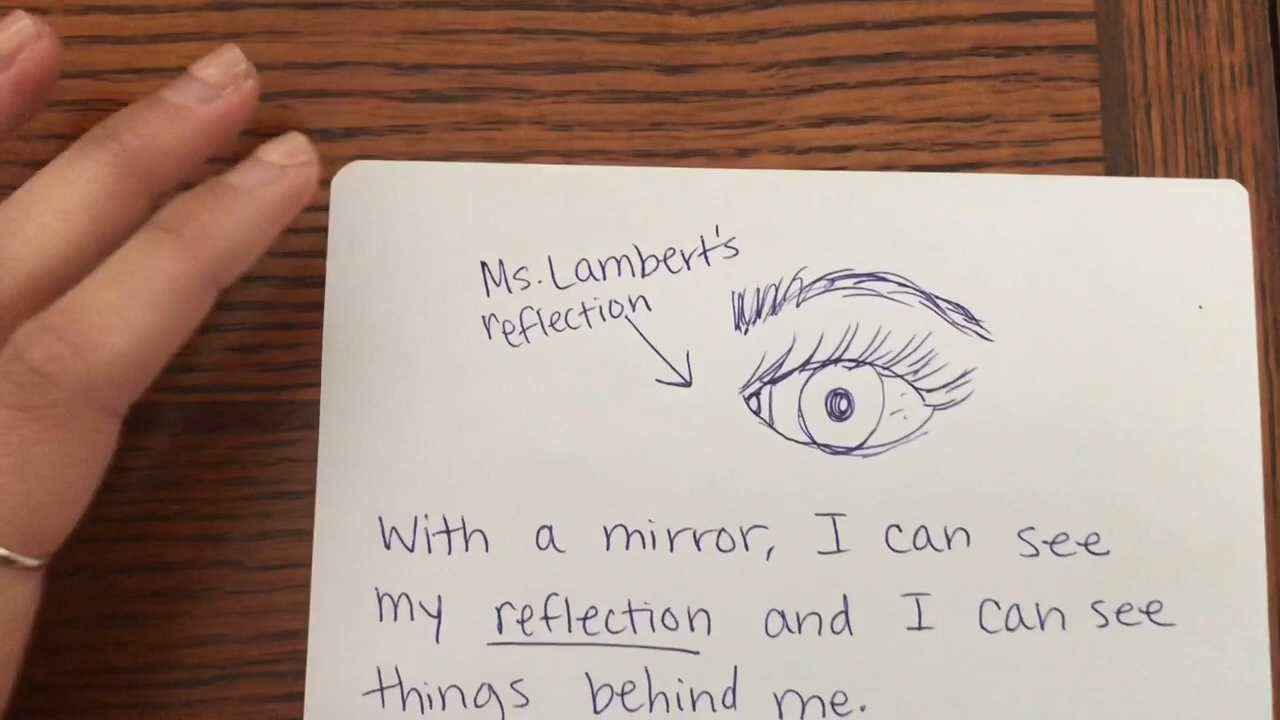 Ms. Lambert's
reflection
With a mirror, I can see
my reflection and I can see
things behind me.